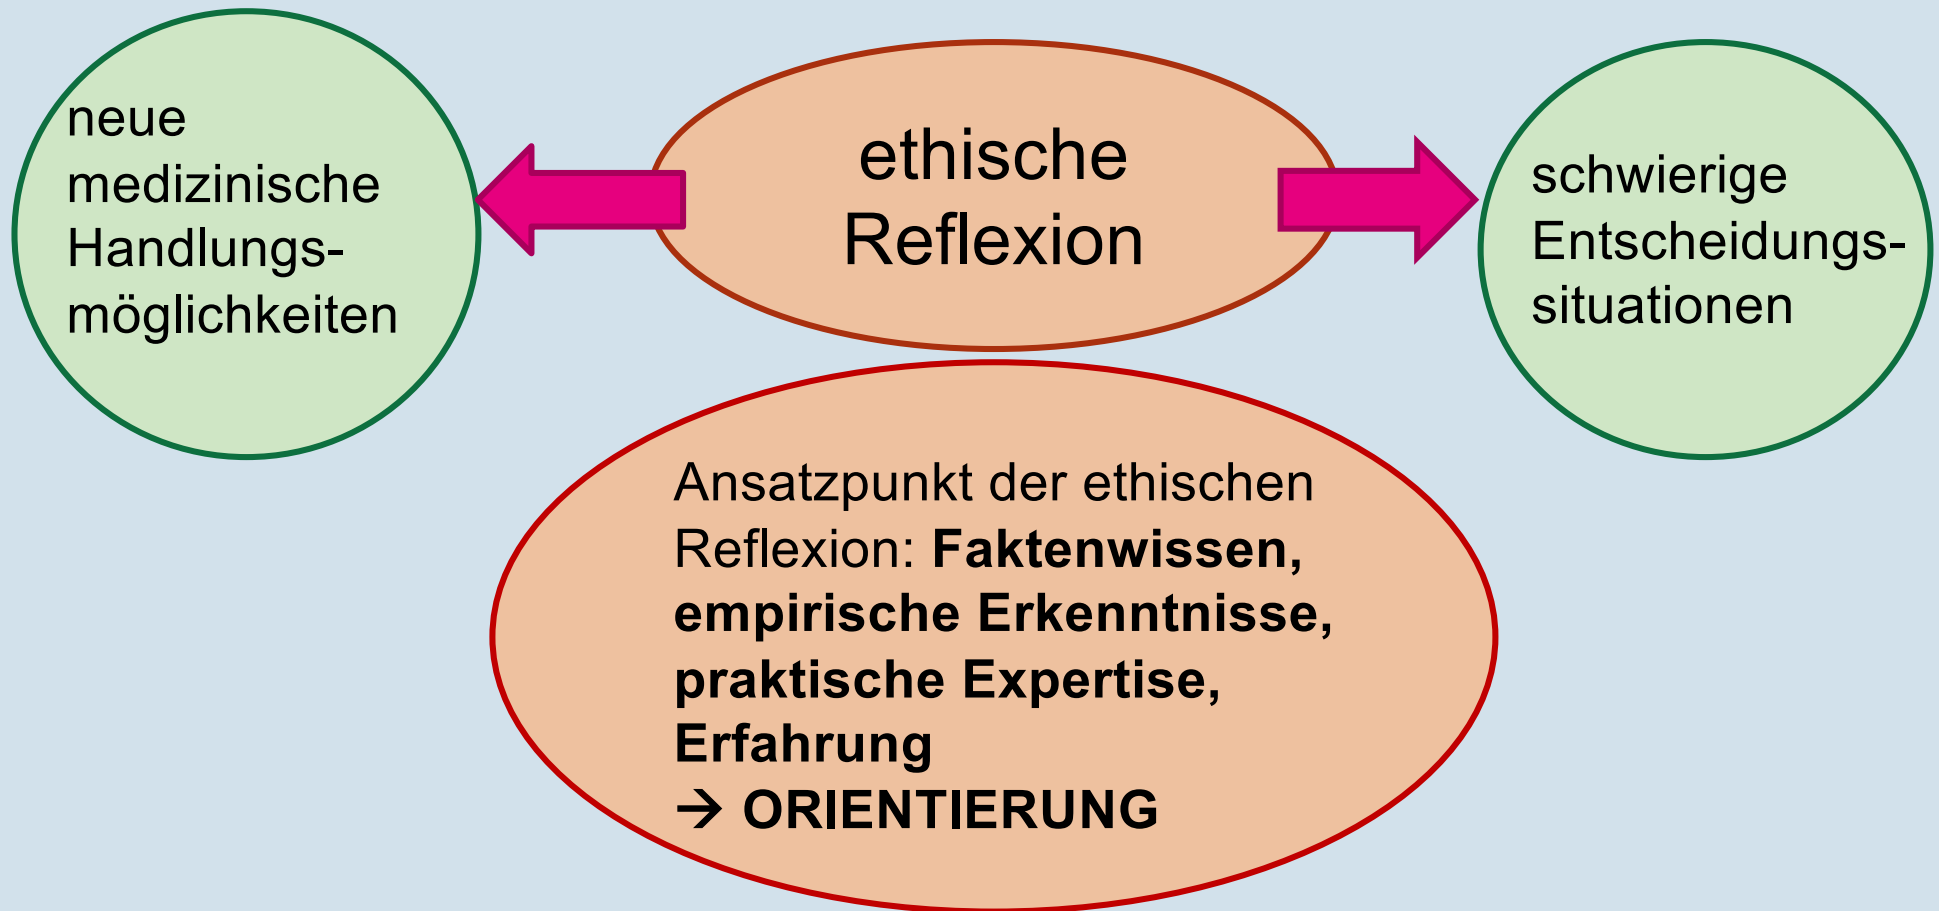 neue
medizinische
Handlungs-
möglichkeiten
ethische
Reflexion
schwierige
Entscheidungs-
situationen
Ansatzpunkt der ethischen
Reflexion: Faktenwissen,
empirische Erkenntnisse,
praktische Expertise,
Erfahrung
→ ORIENTIERUNG